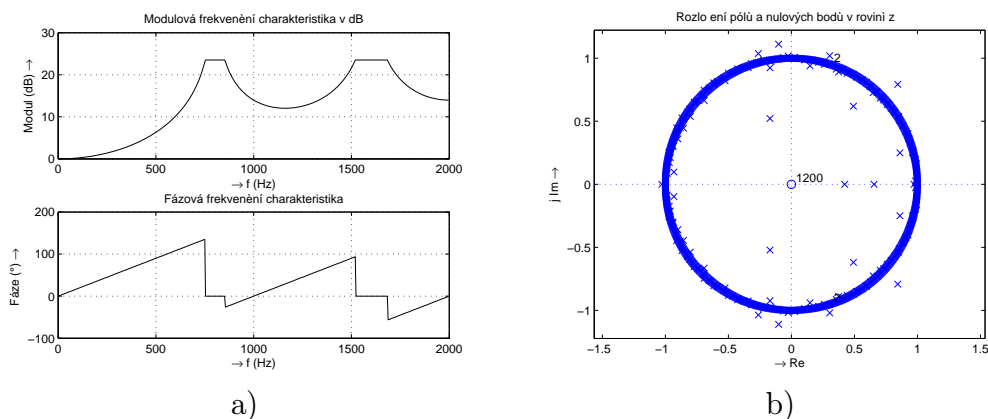 Modulová frekvenění charakteristika v dB
30
20
10
0
Modul (dB) →
0 500 1000 1500 2000
→ f (Hz)
Fázová frekvenění charakteristika
200
100
0
−100
Fáze (°) →
0 500 1000 1500 2000
→ f (Hz)
a)
Rozlo ení pólù a nulových bodù v rovinì z
1
0.5
0
−0.5
−1
j Im →
2
1200
−1.5 −1 −0.5 0 0.5 1 1.5
→ Re
b)